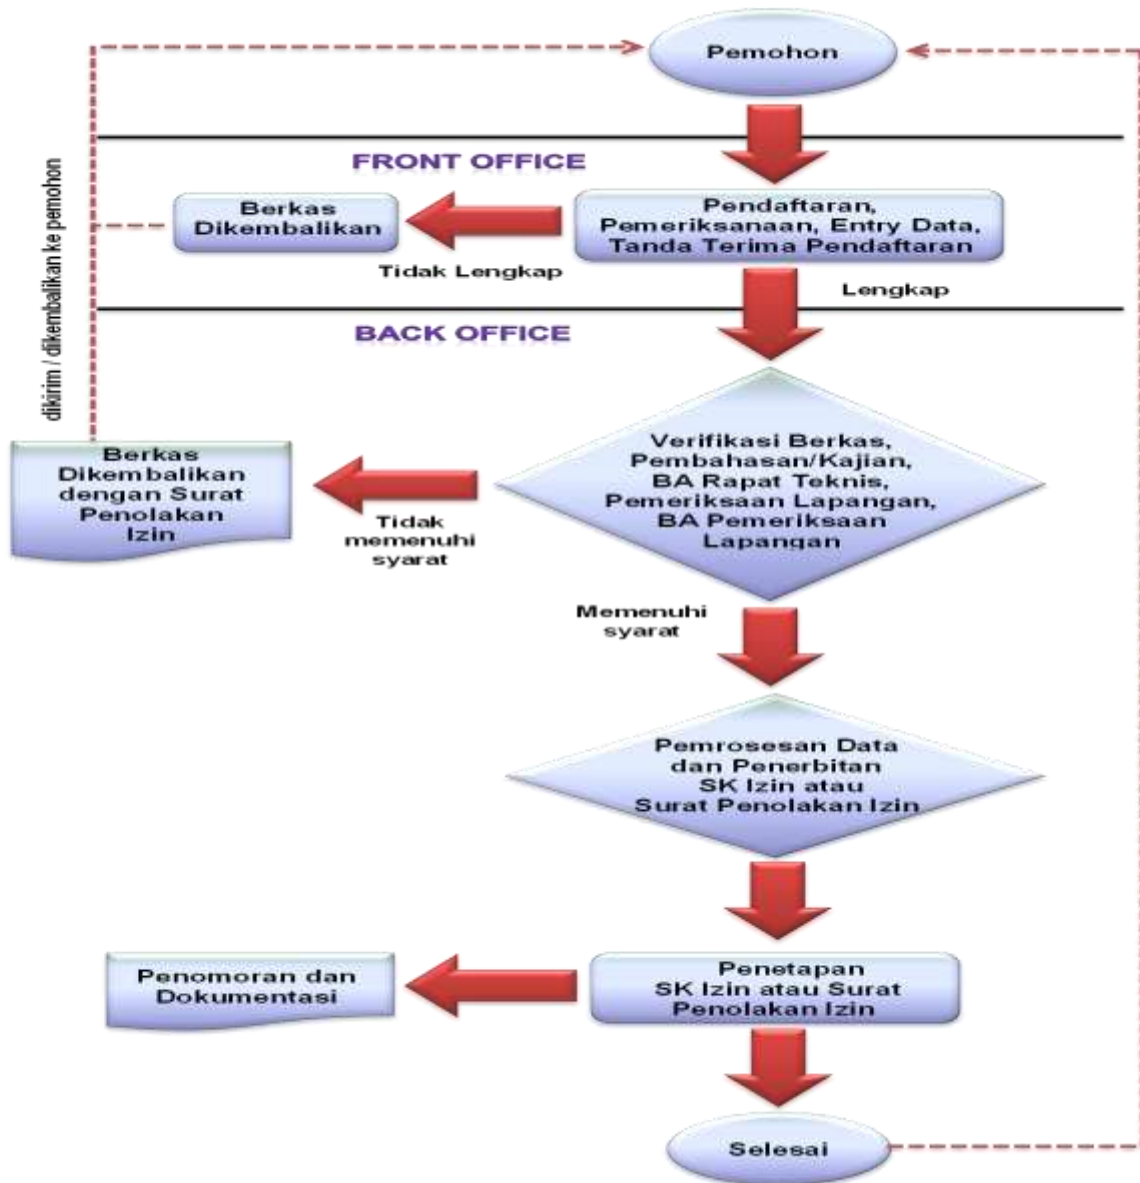 Pemohon
FRONT OFFICE
Berkas
Dikembalikan
Pendaftaran,
Pemeriksanaan, Entry Data,
Tanda Terima Pendaftaran
Tidak Lengkap
Lengkap
dikirim / dikembalikan ke pemohon
BACK OFFICE
Verifikasi Berkas,
Pembahasan/Kajian,
BA Rapat Teknis,
Pemeriksaan Lapangan,
BA Pemeriksaan
Lapangan
Berkas
Dikembalikan
dengan Surat
Penolakan
Izin
Tidak
memenuhi
syarat
Memenuhi
syarat
Pemrosesan Data
dan Penerbitan
SK Izin atau
Surat Penolakan Izin
Penomoran dan
Dokumentasi
Penetapan
SK Izin atau Surat
Penolakan Izin
Selesai